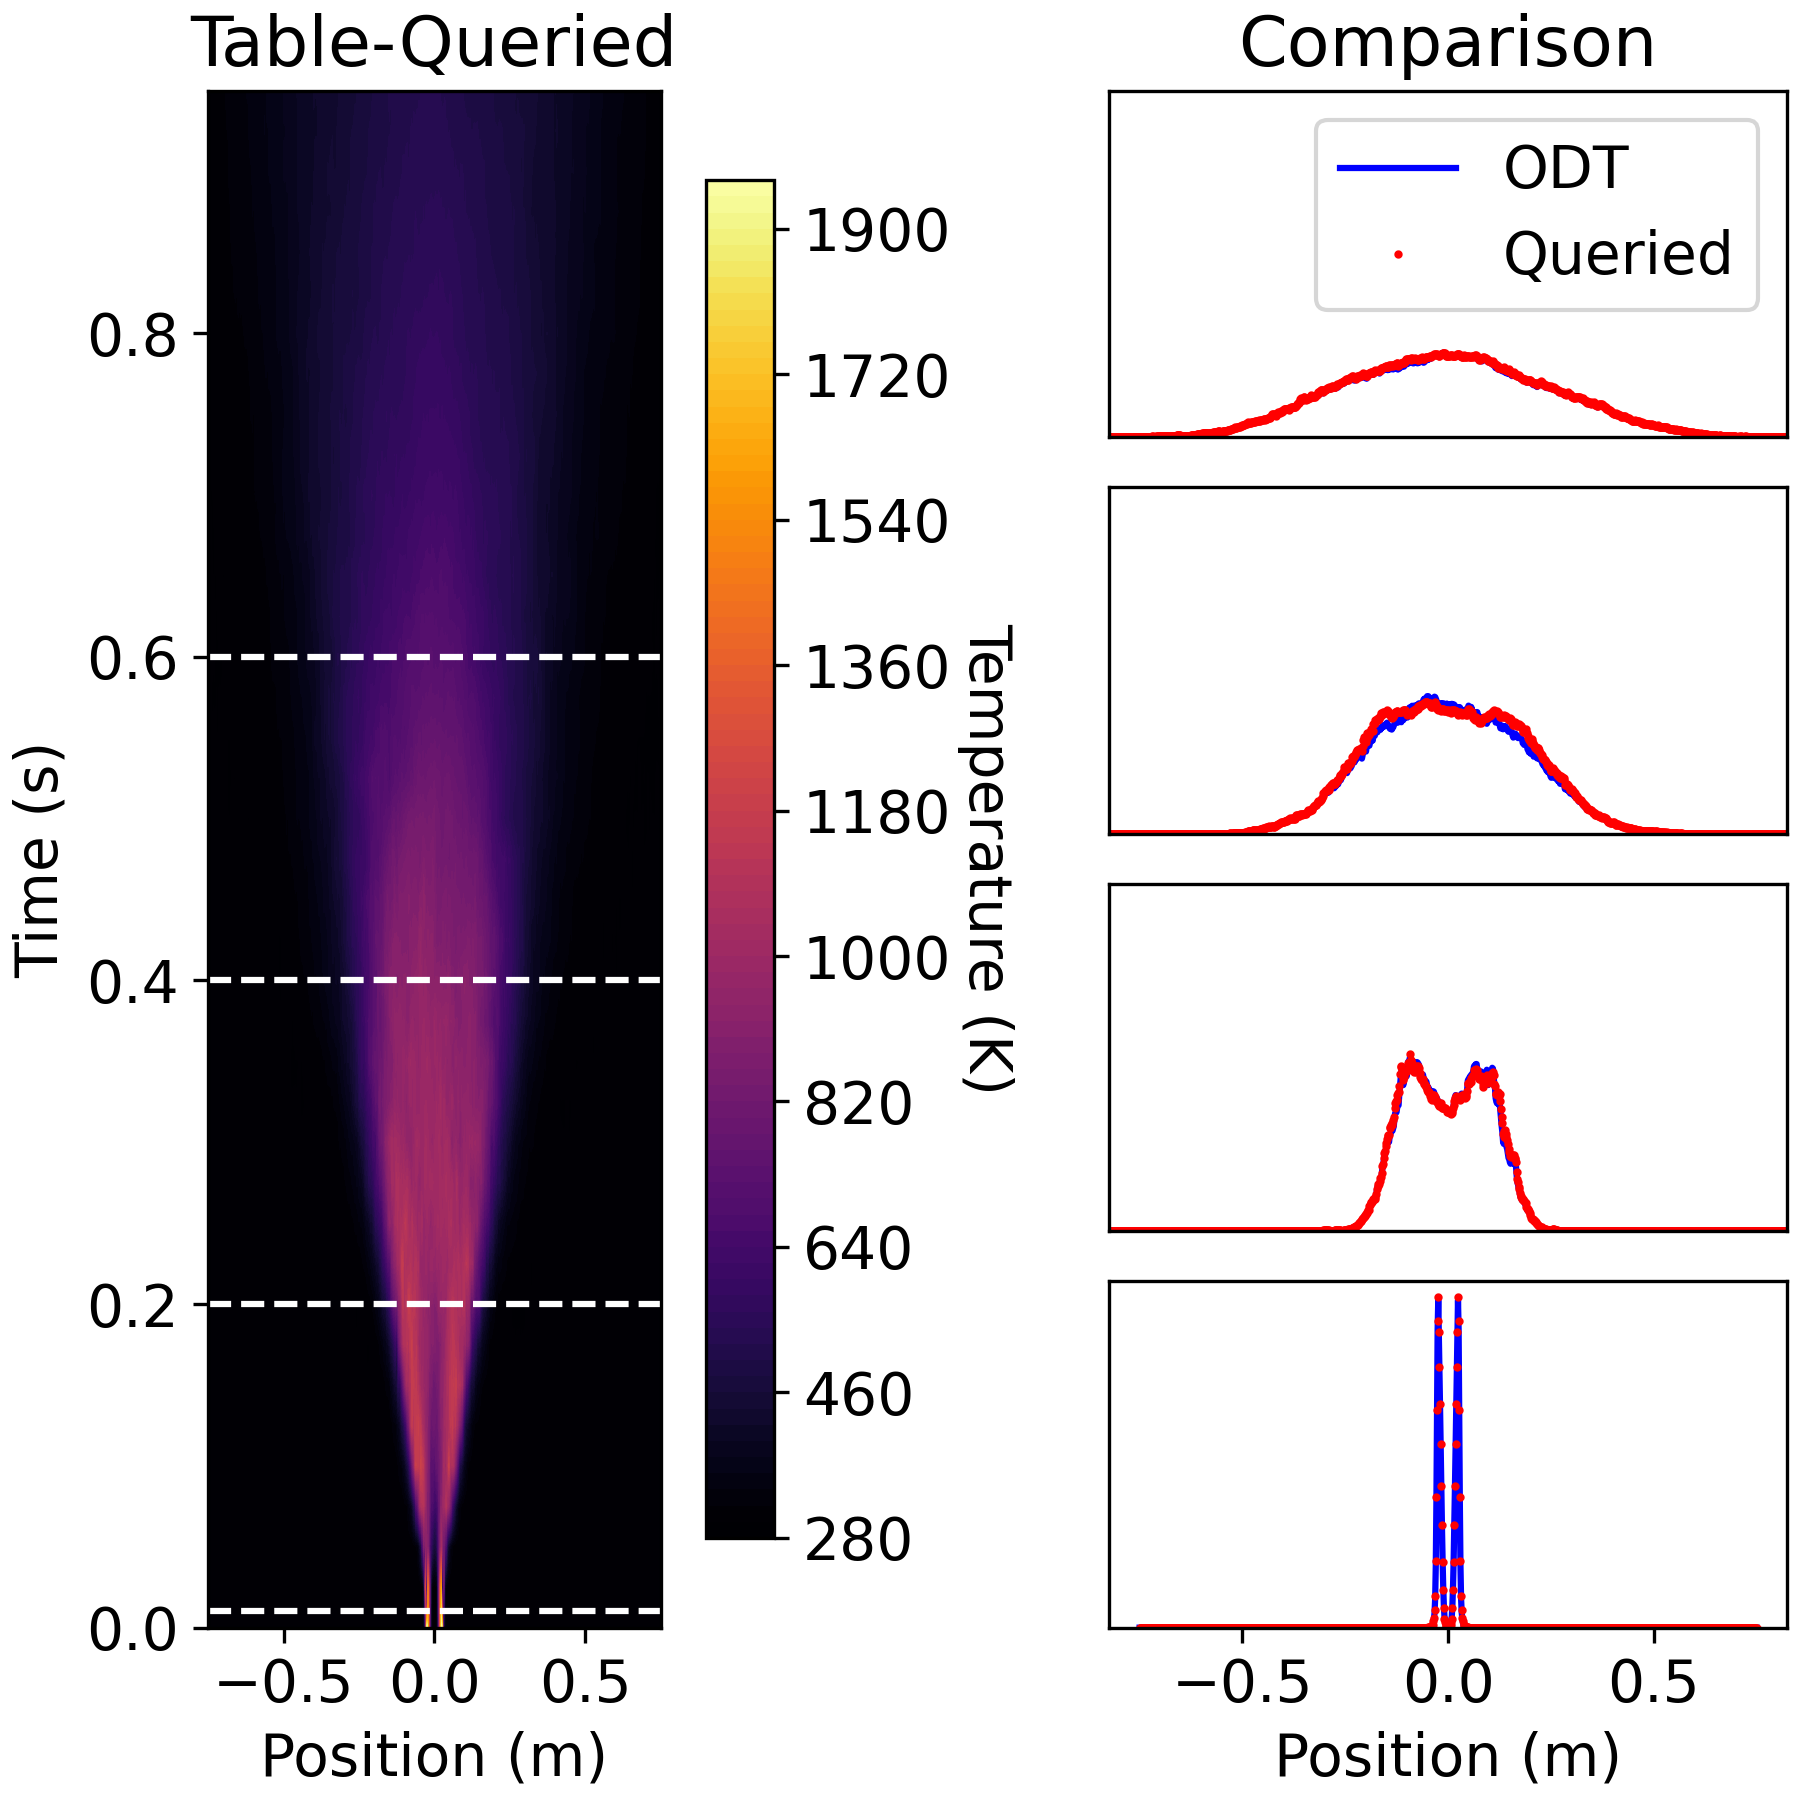 Table-Queried
Time (s)
0.8
0.6
0.4
0.2
0.0
−0.5 0.0 0.5
Position (m)
1900
1720
1540
1360
1180
1000
820
640
460
280
Temperature (K)
Comparison
ODT
Queried
−0.5 0.0 0.5
Position (m)